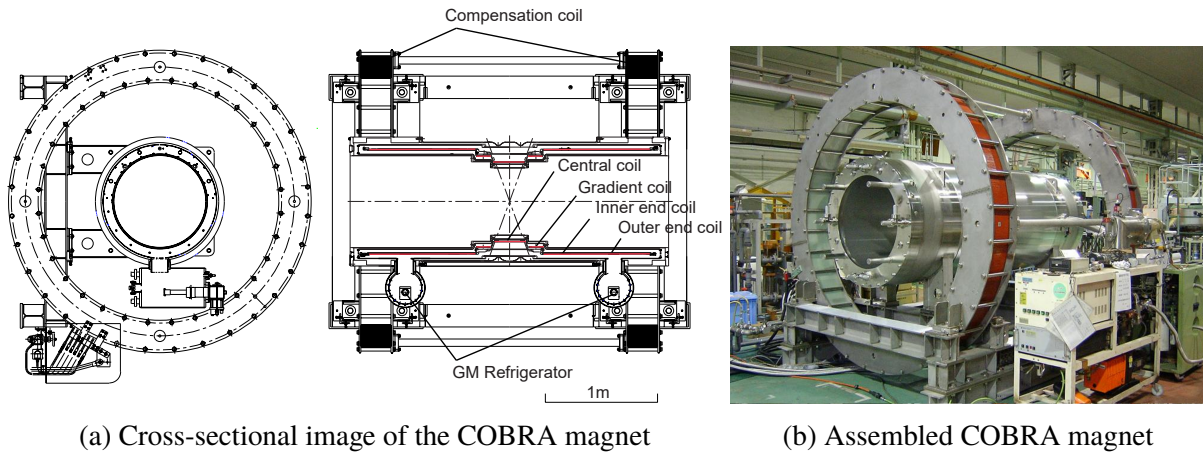 Compensation coil
Central coil
Gradient coil
Inner end coil
Outer end coil
GM Refrigerator
1m
(a) Cross-sectional image of the COBRA magnet
(b) Assembled COBRA magnet